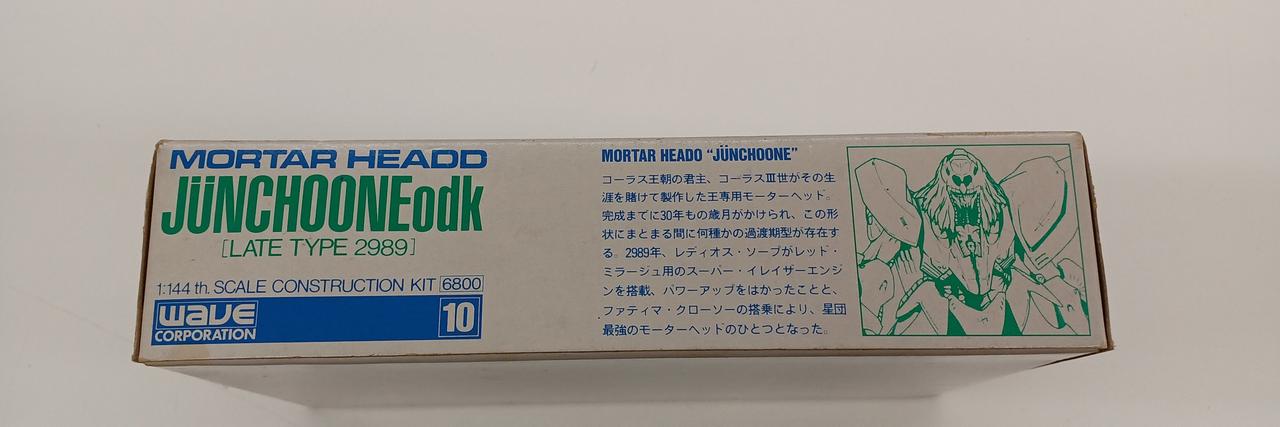 MORTAR HEADD
JÜNCHOONEodk
[LATE TYPE 2989]
1:144 th. SCALE CONSTRUCTION KIT 6800
WAVE
CORPORATION
10
MORTAR HEADD “JÜNCHOONE”
コーラス王朝の君主、コーラスⅢ世がその生
涯を賭けて製作した王専用モーターヘッド。
完成までに30年もの歳月がかけられ、この形
状にまとまる間に何種かの過渡期型が存在す
る。2989年、レディオス・ソープがレッド・
ミラージュ用のスーパー・イレイザーエンジ
ンを搭載、パワーアップをはかったことと、
ファティマ・クローソーの搭乗により、星団
最強のモーターヘッドのひとつとなった。